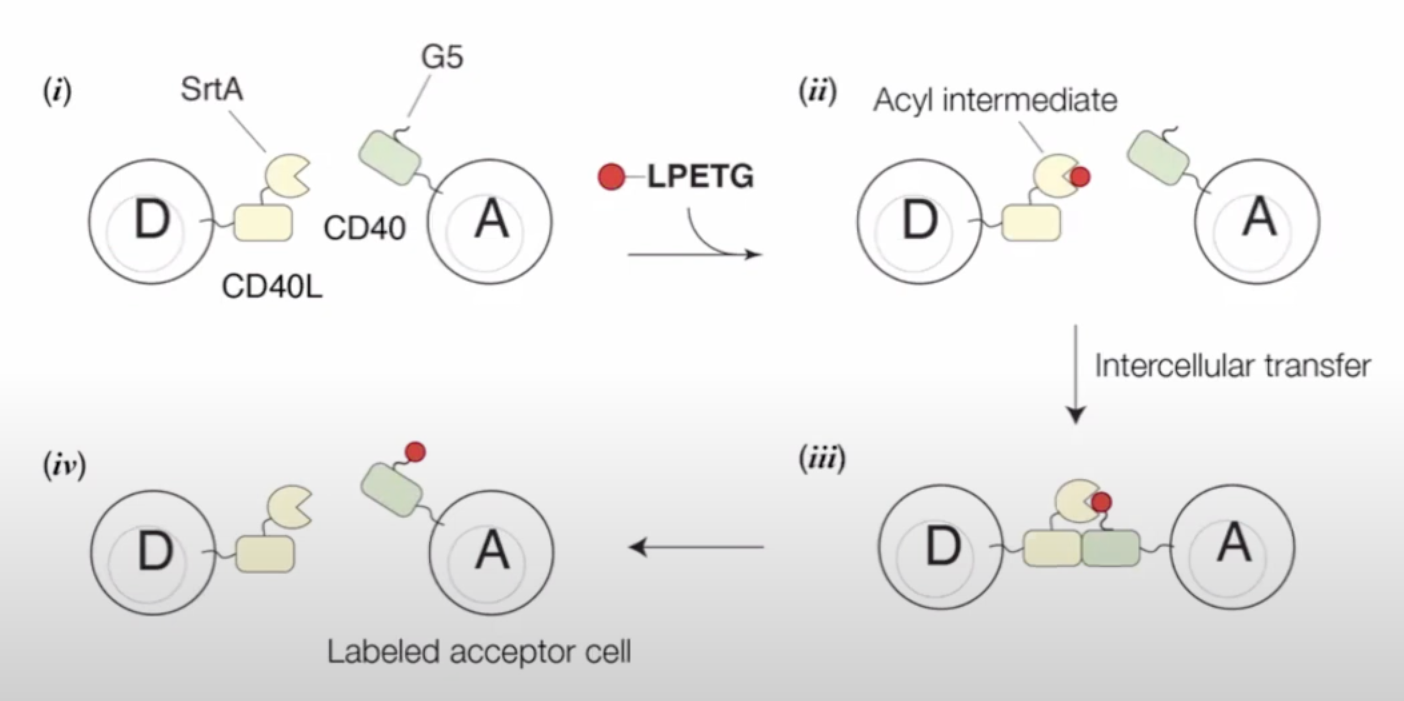 (i)
SrtA
G5
D
CD40
A
CD40L
LPETG
(ii)
Acyl intermediate
D
A
Intercellular transfer
(iii)
D
A
(iv)
D
A
Labeled acceptor cell